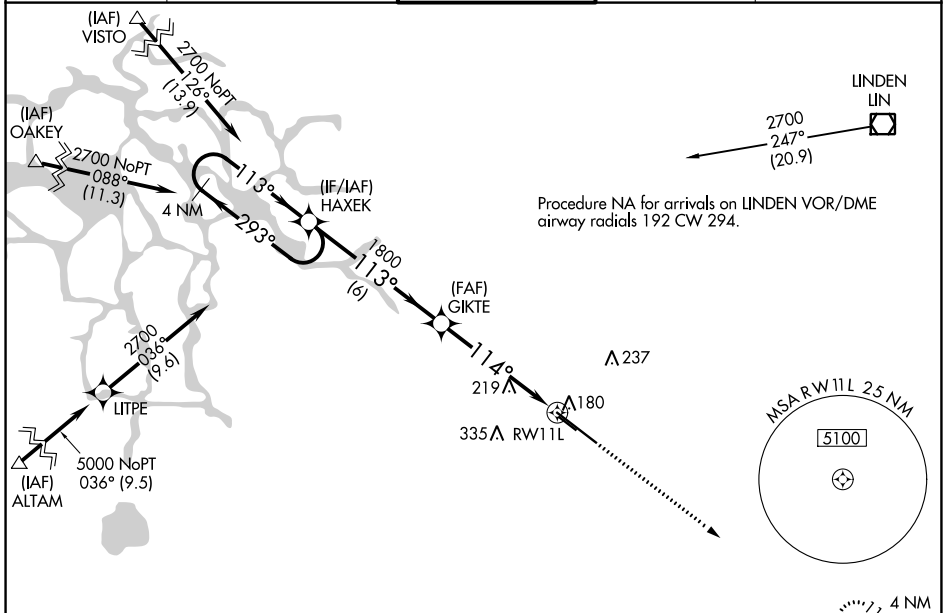 (IAF)
VISTO
2700 NoPT
126°
(13.9)
(IAF)
OAKEY
2700 NoPT
088°
(11.3)
4 NM
113°
293°
(IF/IAF)
HAXEK
1800
113°
(6)
(FAF)
GIKTE
114°
LINDEN
LIN
2700
247°
(20.9)
Procedure NA for arrivals on LINDEN VOR/DME
airway radials 192 CW 294.
2700
036°
(9.6)
LITPE
5000 NoPT
036° (9.5)
(IAF)
ALTAM
237
219
180
335
RW11L
MSA RW11L 25 NM
5100
4 NM